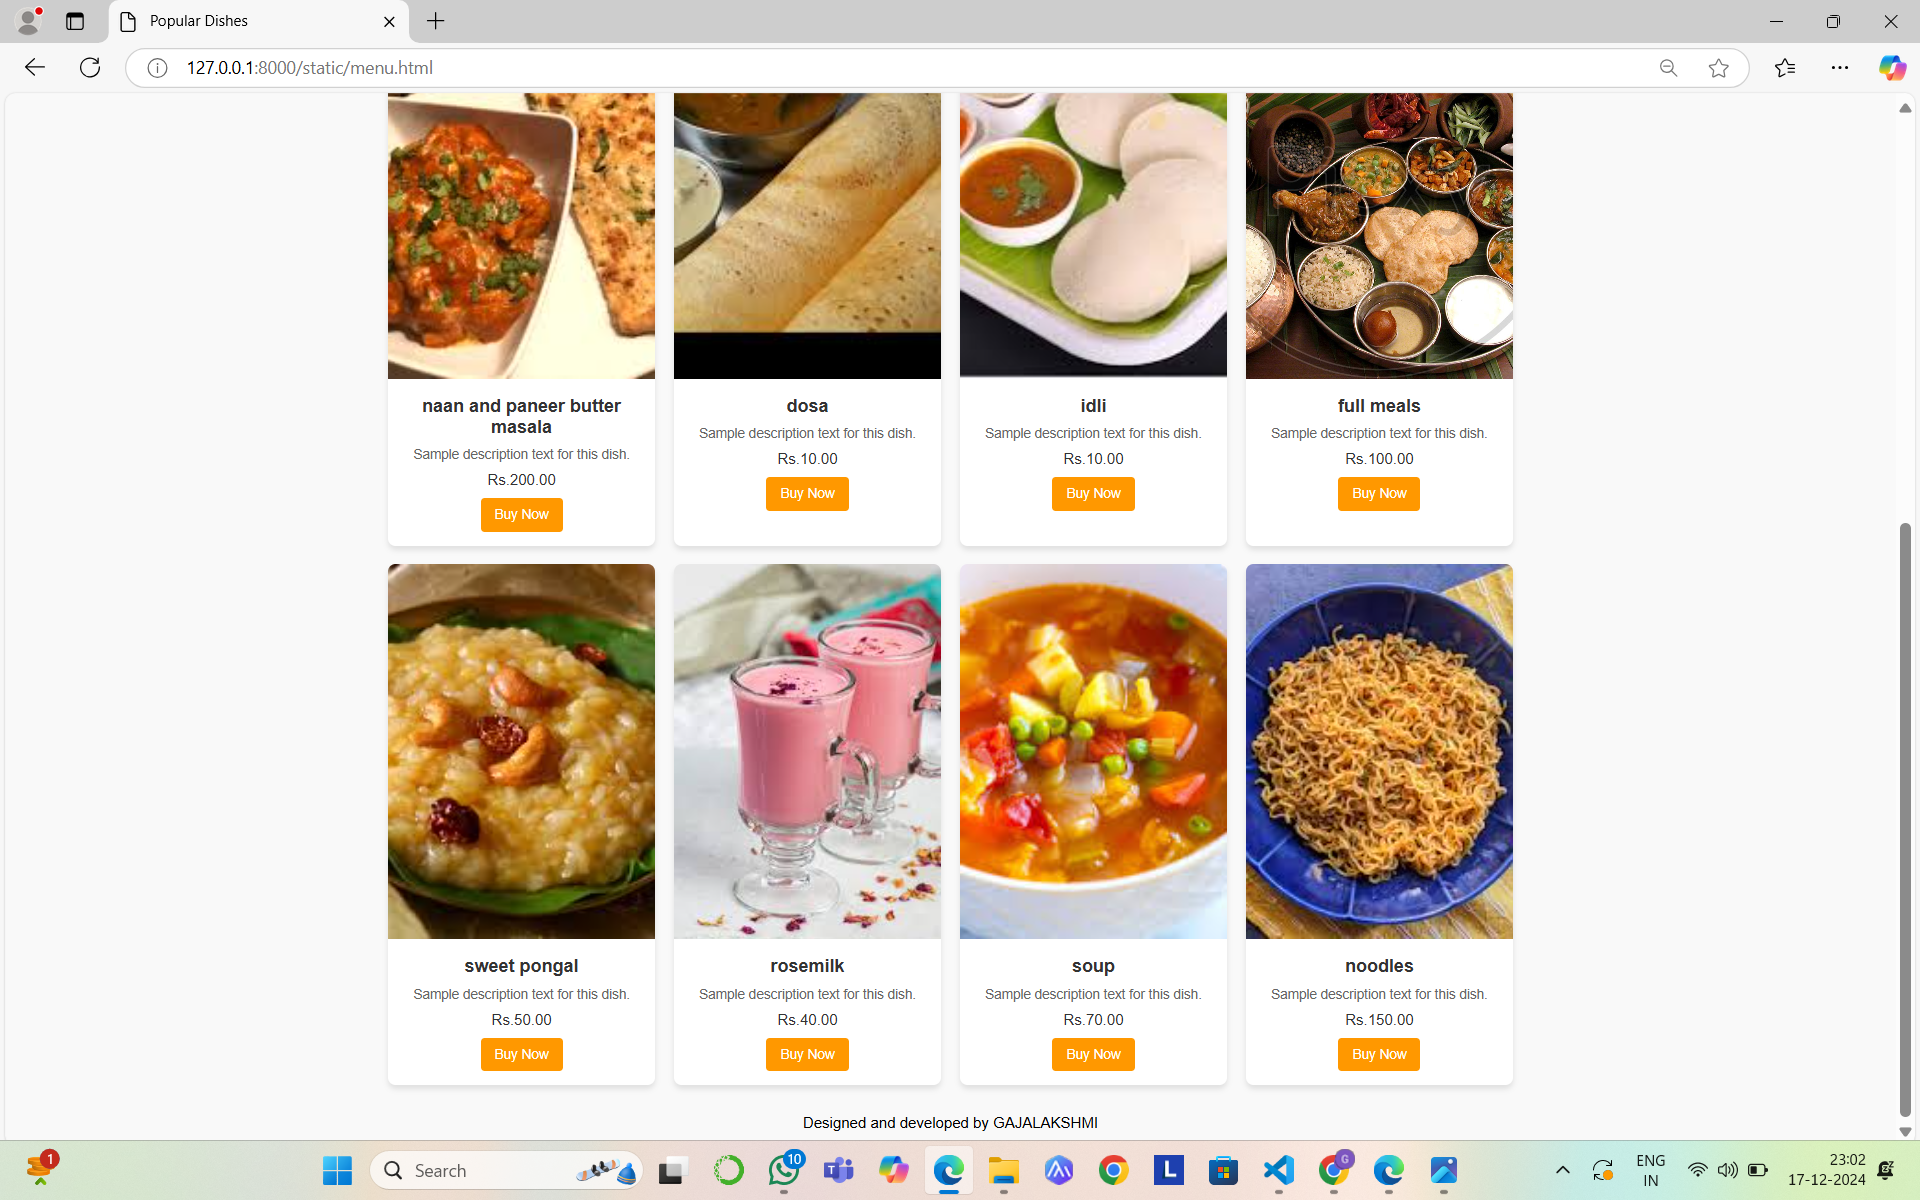 Popular Dishes
127.0.0.1:8000/static/menu.html
naan and paneer butter
masala
Sample description text for this dish.
Rs.200.00
Buy Now
dosa
Sample description text for this dish.
Rs.10.00
Buy Now
idli
Sample description text for this dish.
Rs.10.00
Buy Now
full meals
Sample description text for this dish.
Rs.100.00
Buy Now
sweet pongal
Sample description text for this dish.
Rs.50.00
Buy Now
rosemilk
Sample description text for this dish.
Rs.40.00
Buy Now
soup
Sample description text for this dish.
Rs.70.00
Buy Now
noodles
Sample description text for this dish.
Rs.150.00
Buy Now
Designed and developed by GAJALAKSHMI
1
Search
10
L
G
ENG
IN
23:02
17-12-2024